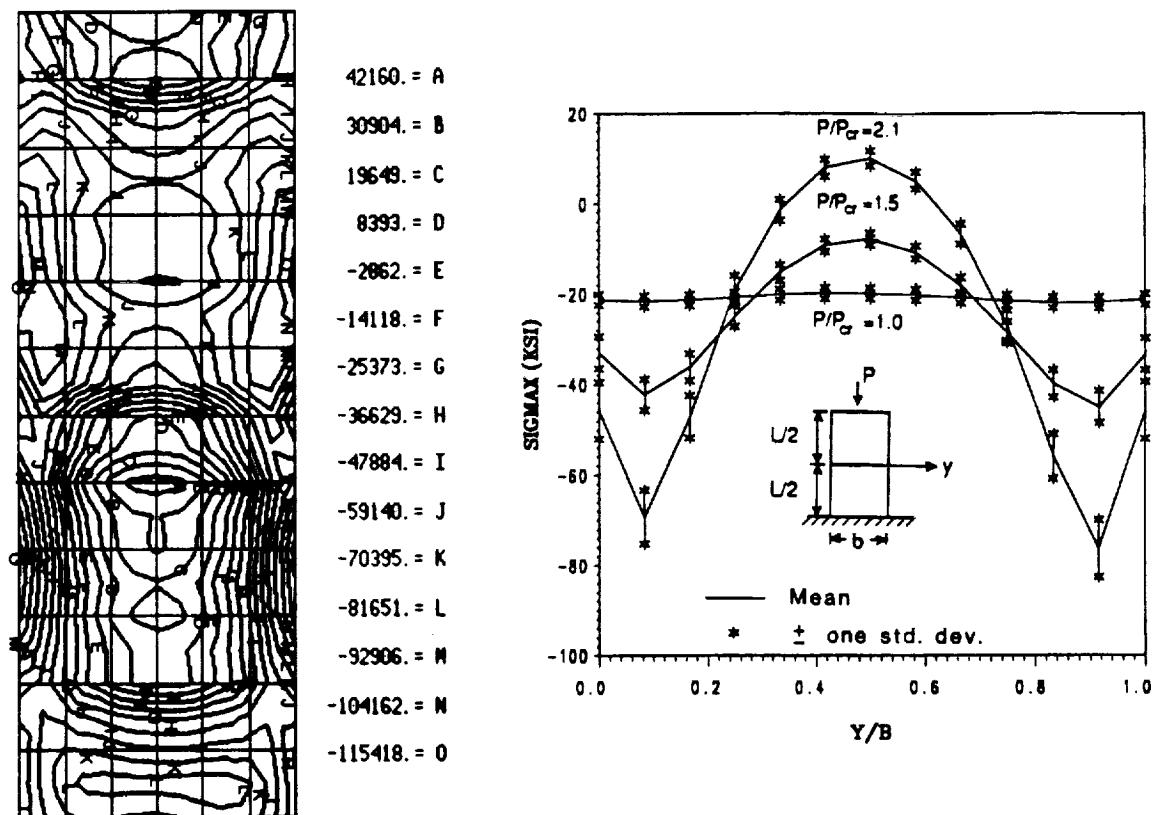 42160. = A
30904. = B
19649. = C
8393. = D
-2862. = E
-14118. = F
-25373. = G
-36629. = H
-47884. = I
-59140. = J
-70395. = K
-81651. = L
-92906. = M
-104162. = N
-115418. = O
20
0
-20
-40
-60
-80
-100
SIGMAX (KSI)
P/Pcr=2.1
P/Pcr=1.5
P/Pcr=1.0
P
L/2
L/2
y
b
Mean
* ± one std. dev.
0.0 0.2 0.4 0.6 0.8 1.0
Y/B